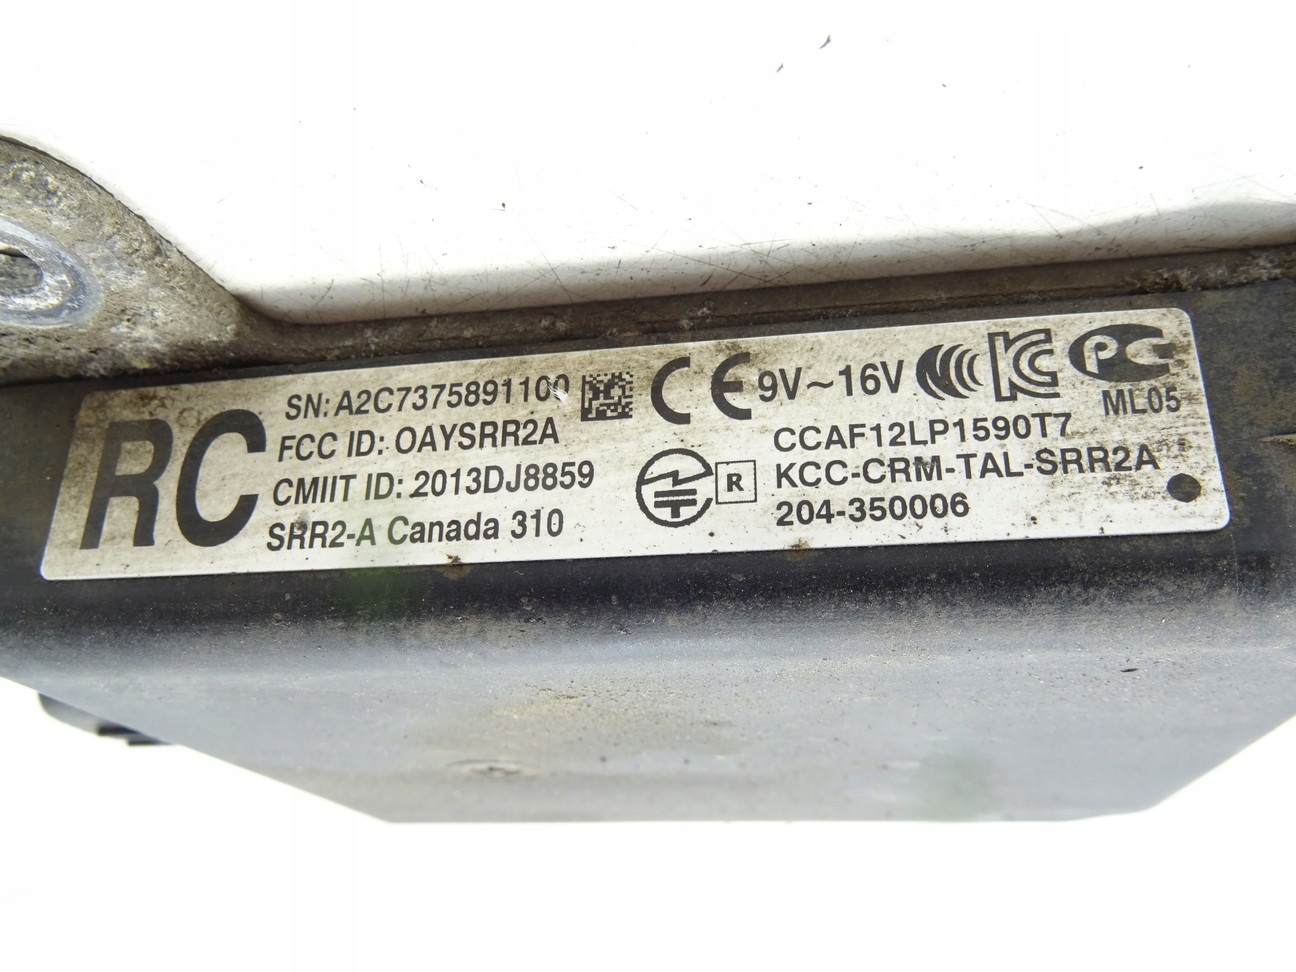 RC
SN: A2C7375891100
FCC ID: OAYSRR2A
CMIIT ID: 2013DJ8859
SRR2-A Canada 310
CE 9V~16V
PC
ML05
CCAF12LP1590T7
R KCC-CRM-TAL-SRR2A
204-350006